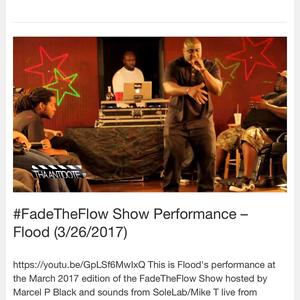 THA ANTIDOTE
#FadeTheFlow Show Performance –
Flood (3/26/2017)
https://youtu.be/GpLSf6MwIxQ This is Flood's performance at
the March 2017 edition of the FadeTheFlow Show hosted by
Marcel P Black and sounds from SoleLab/Mike T live from